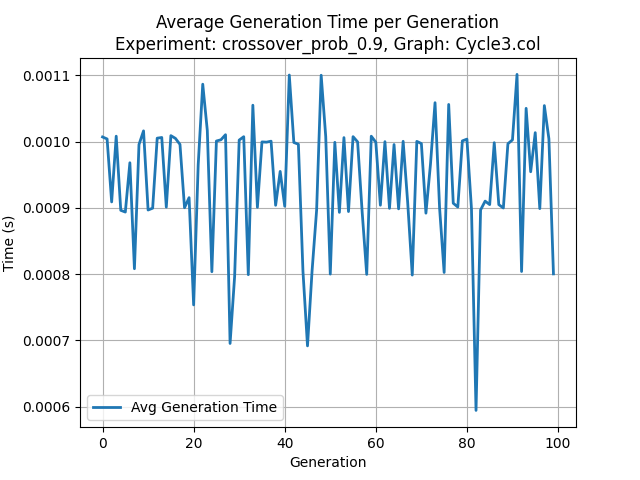 Average Generation Time per Generation
Experiment: crossover_prob_0.9, Graph: Cycle3.col
Time (s)
0.0011
0.0010
0.0009
0.0008
0.0007
0.0006
Avg Generation Time
0 20 40 60 80 100
Generation